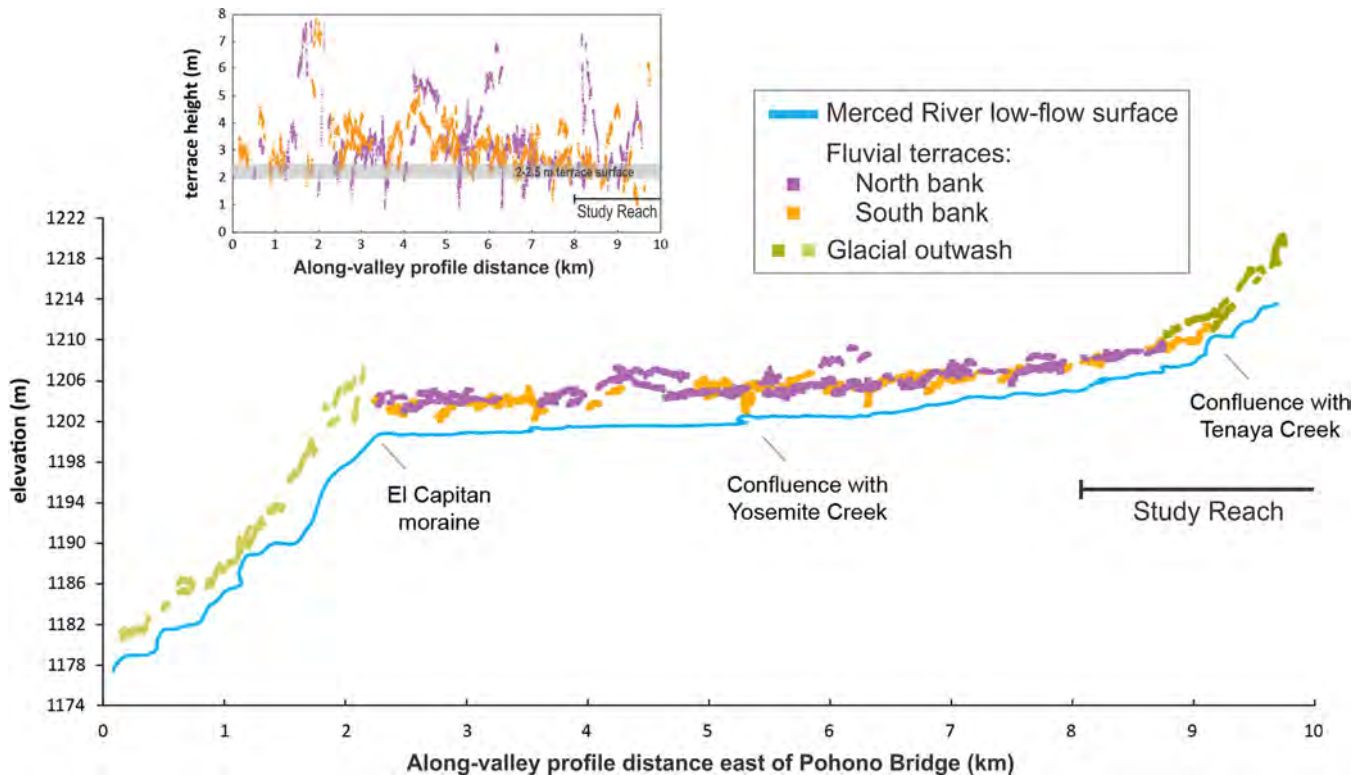 8
7
6
5
4
3
2
1
0
terrace height (m)
2-2.5 m terrace surface
Study Reach
0 1 2 3 4 5 6 7 8 9 10
Along-valley profile distance (km)
Merced River low-flow surface
Fluvial terraces:
North bank
South bank
Glacial outwash
1222
1218
1214
1210
1206
1202
1198
1194
1190
1186
1182
1178
1174
elevation (m)
El Capitan
moraine
Confluence with
Yosemite Creek
Confluence with
Tenaya Creek
Study Reach
0 1 2 3 4 5 6 7 8 9 10
Along-valley profile distance east of Pohono Bridge (km)